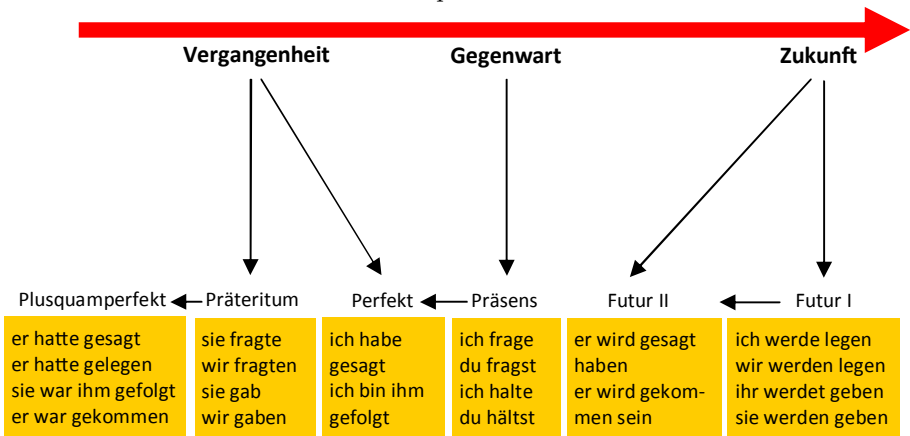 Vergangenheit Gegenwart Zukunft
Plusquamperfekt Präteritum Perfekt Präsens Futur II Futur I
er hatte gesagt
er hatte gelegen
sie war ihm gefolgt
er war gekommen
sie fragte
wir fragten
sie gab
wir gaben
ich habe
gesagt
ich bin ihm
gefolgt
ich frage
du fragst
ich halte
du hältst
er wird gesagt
haben
er wird gekom-
men sein
ich werde legen
wir werden legen
ihr werdet geben
sie werden geben